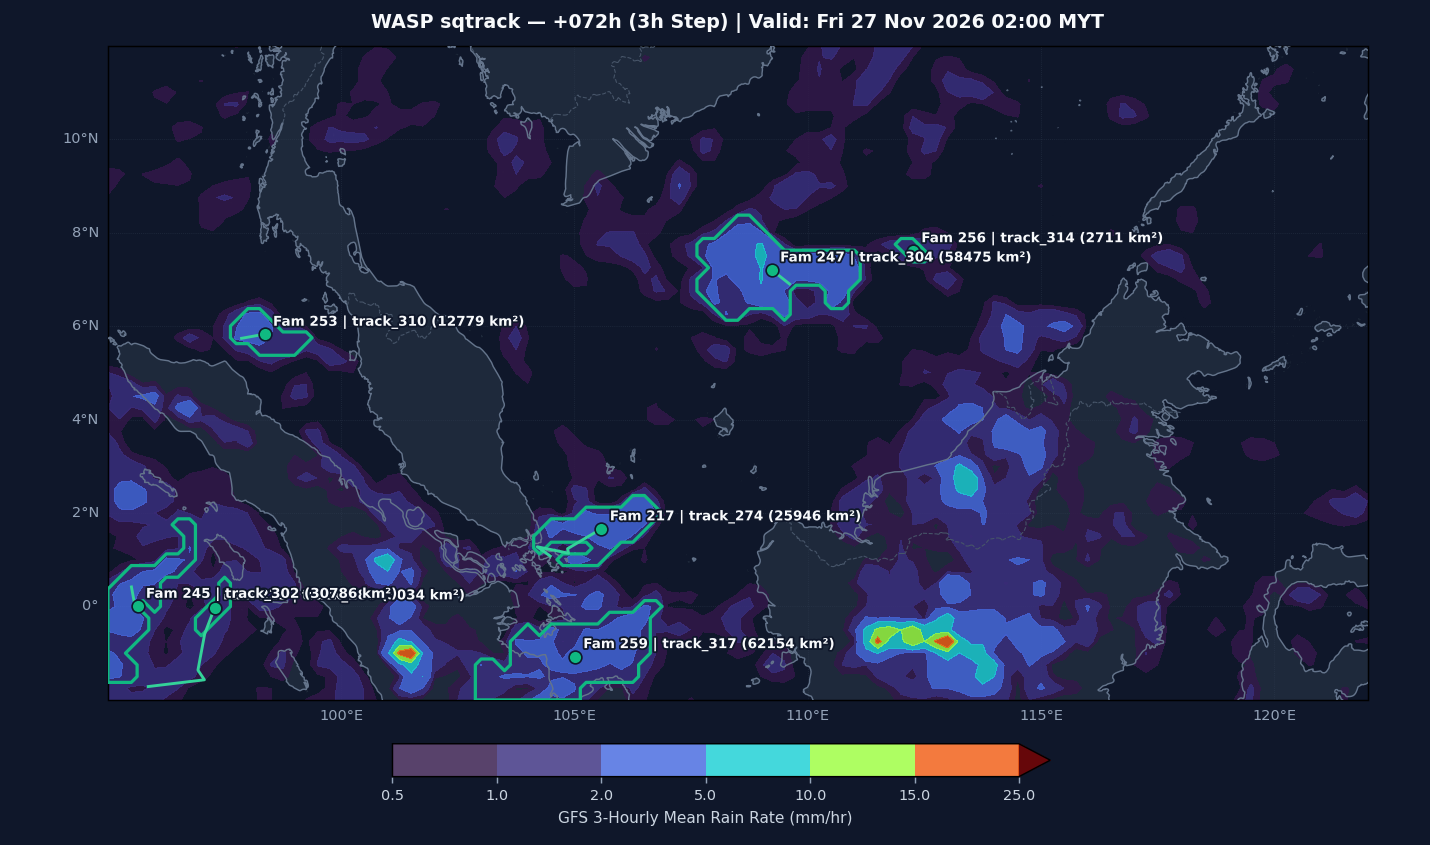 WASP sqtrack — +072h (3h Step) | Valid: Fri 27 Nov 2026 02:00 MYT
10°N
8°N
6°N
4°N
2°N
0°
Fam 256 | track_314 (2711 km²)
Fam 247 | track_304 (58475 km²)
Fam 253 | track_310 (12779 km²)
Fam 217 | track_274 (25946 km²)
Fam 245 | track_302 (30786 km²)
034 km²)
Fam 259 | track_317 (62154 km²)
100°E
105°E
110°E
115°E
120°E
0.5
1.0
2.0
5.0
10.0
15.0
25.0
GFS 3-Hourly Mean Rain Rate (mm/hr)